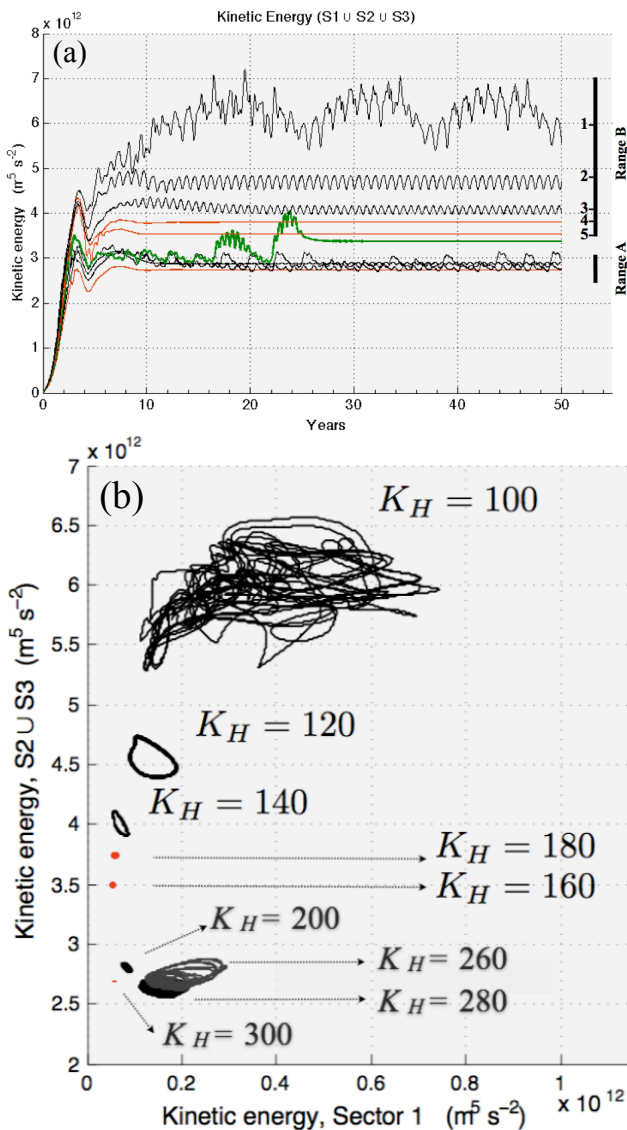 Kinetic Energy (S1 ∪ S2 ∪ S3)
x 10^12
(a)
8
7
6
5
4
3
2
1
0
Kinetic energy (m^5 s^−2)
1
2
3
4
5
Range B
Range A
0 10 20 30 40 50
Years
x 10^12
(b)
7
6.5
6
5.5
5
4.5
4
3.5
3
2.5
2
Kinetic energy, S2 ∪ S3 (m^5 s^−2)
K_H = 100
K_H = 120
K_H = 140
K_H = 180
K_H = 160
K_H = 200
K_H = 260
K_H = 280
K_H = 300
0 0.2 0.4 0.6 0.8 1
x 10^12
Kinetic energy, Sector 1 (m^5 s^−2)